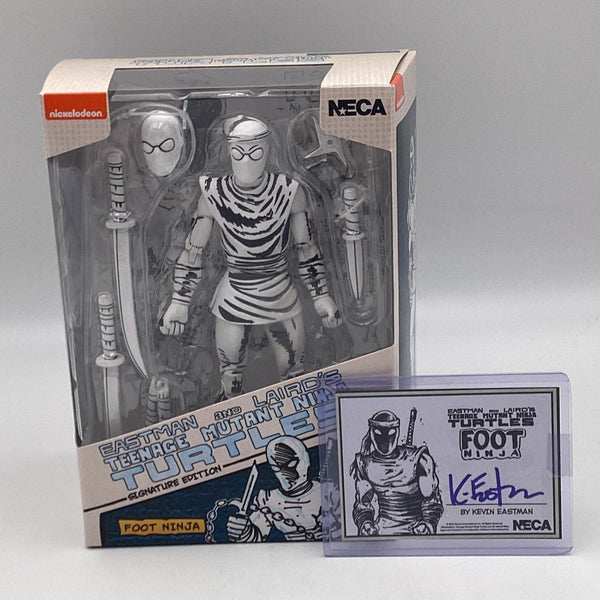 nickelodeon
NECA
EASTMAN AND LAIRD'S
TEENAGE MUTANT NINJA
TURTLES
SIGNATURE EDITION
FOOT NINJA
EASTMAN AND LAIRD'S
TEENAGE MUTANT NINJA
TURTLES
FOOT
NINJA
BY KEVIN EASTMAN
NECA